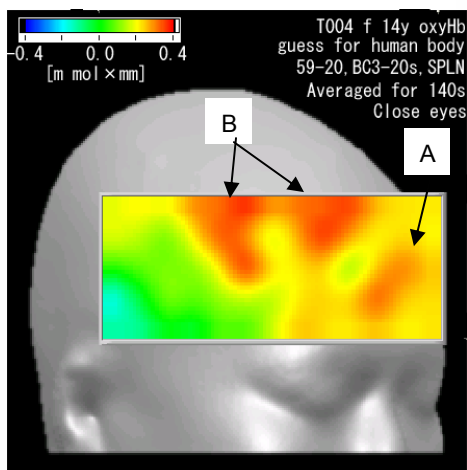 -0.4 0.0 0.4
[m mol×mm]
T004 f 14y oxyHb
guess for human body
59-20,BC3-20s,SPLN
Averaged for 140s
Close eyes
B
A